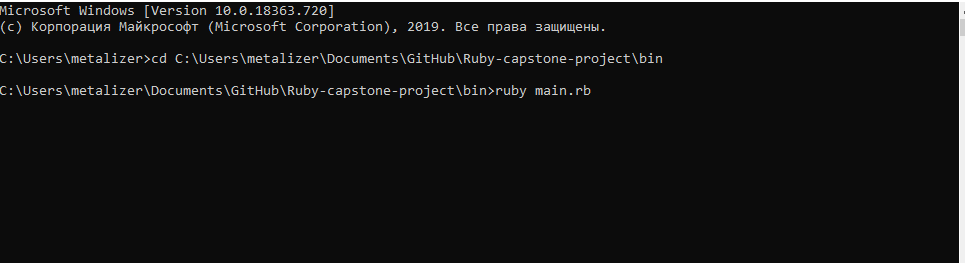 Microsoft Windows [Version 10.0.18363.720]
(c) Корпорация Майкрософт (Microsoft Corporation), 2019. Все права защищены.
C:\Users\metalizer>cd C:\Users\metalizer\Documents\GitHub\Ruby-capstone-project\bin
C:\Users\metalizer\Documents\GitHub\Ruby-capstone-project\bin>ruby main.rb